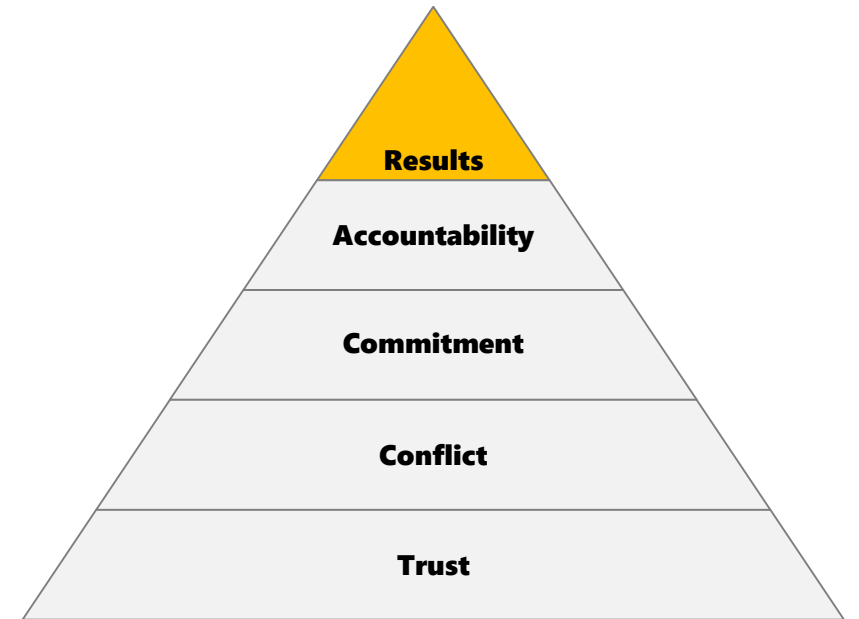 Results
Accountability
Commitment
Conflict
Trust